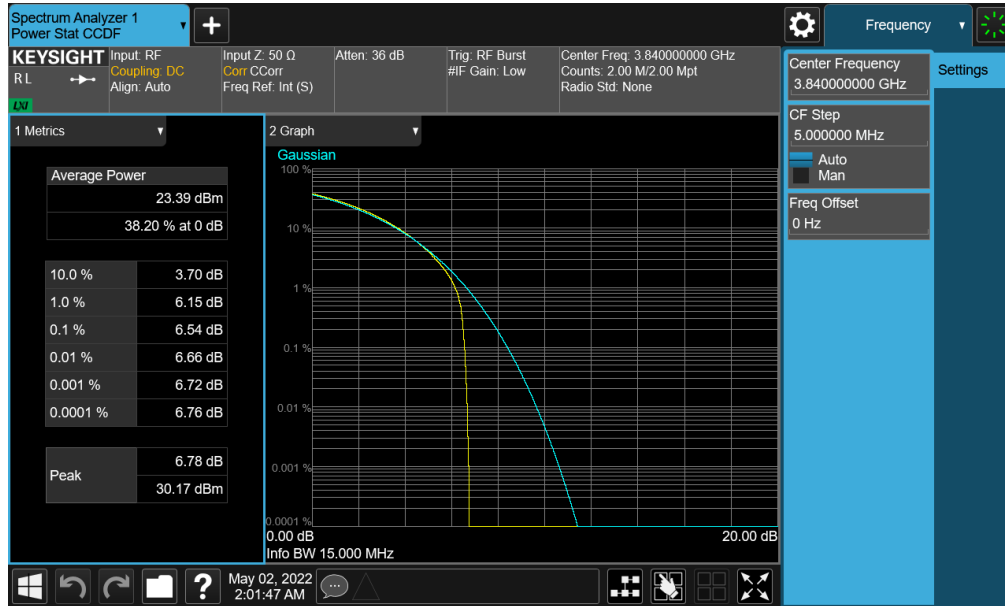 Spectrum Analyzer 1
Power Stat CCDF
+
Frequency
KEYSIGHT
RL
LXI
Input: RF
Coupling: DC
Align: Auto
Input Z: 50 Ω
Corr CCorr
Freq Ref: Int (S)
Atten: 36 dB
Trig: RF Burst
#IF Gain: Low
Center Freq: 3.840000000 GHz
Counts: 2.00 M/2.00 Mpt
Radio Std: None
Center Frequency
3.840000000 GHz
Settings
CF Step
5.000000 MHz
Auto
Man
Freq Offset
0 Hz
1 Metrics
Average Power
23.39 dBm
38.20 % at 0 dB
10.0 % 3.70 dB
1.0 % 6.15 dB
0.1 % 6.54 dB
0.01 % 6.66 dB
0.001 % 6.72 dB
0.0001 % 6.76 dB
Peak 6.78 dB
30.17 dBm
2 Graph
Gaussian
100 %
10 %
1 %
0.1 %
0.01 %
0.001 %
0.0001 %
0.00 dB 20.00 dB
Info BW 15.000 MHz
?
May 02, 2022
2:01:47 AM